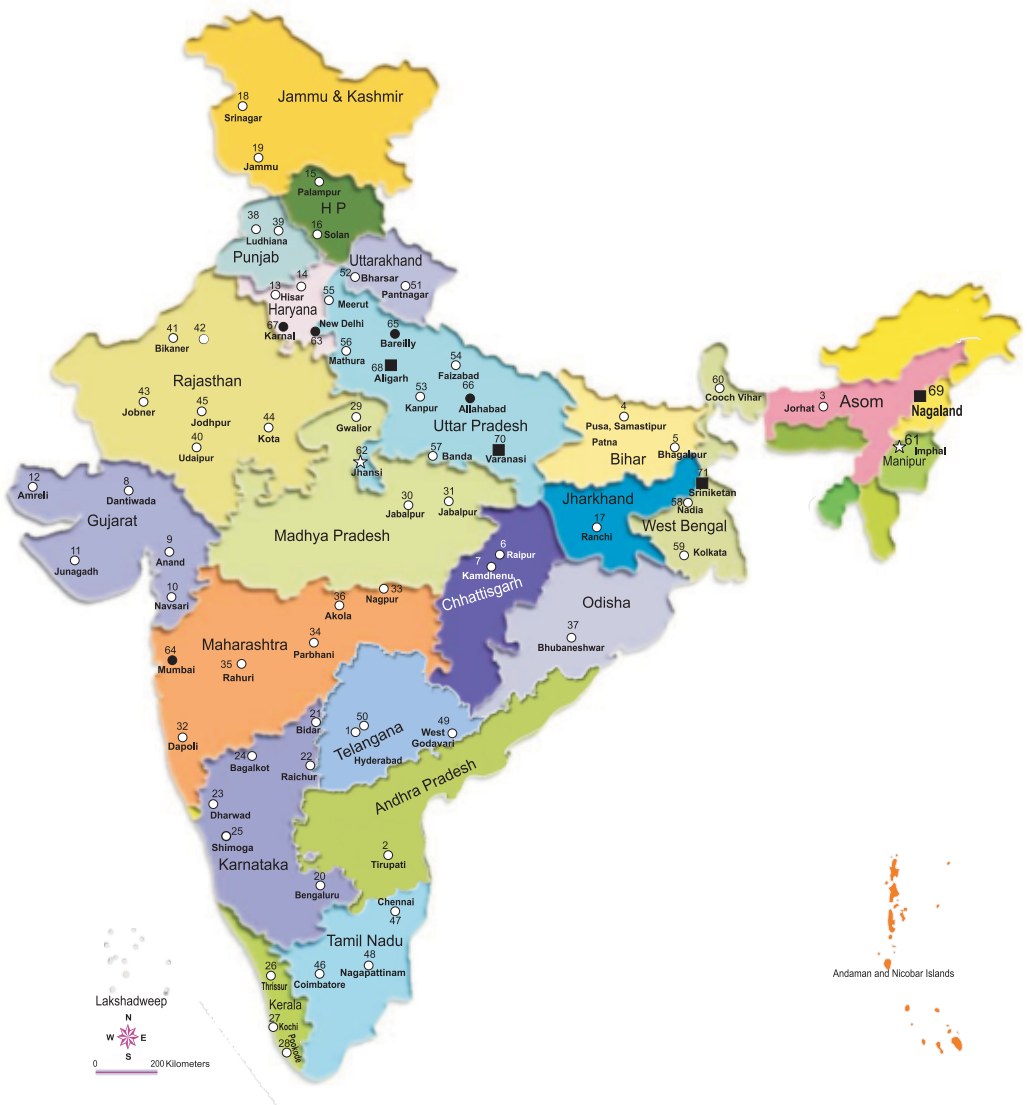 18
Srinagar
Jammu & Kashmir
19
Jammu
15
Palampur
H P
16
Solan
38
39
Ludhiana
Punjab
Uttarakhand
52
Bharsar
51
Pantnagar
14
13
Hisar
Haryana
55
Meerut
67
Karnal
New Delhi
63
65
Bareilly
56
Mathura
68
Aligarh
54
Faizabad
53
Kanpur
66
Allahabad
Uttar Pradesh
57
Banda
70
Varanasi
41
42
Bikaner
Rajasthan
43
Jobner
45
Jodhpur
44
Kota
40
Udaipur
29
Gwalior
62
Jhansi
60
Cooch Vihar
3
Jorhat
Asom
69
Nagaland
61
Imphal
Manipur
4
Pusa, Samastipur
Patna
5
Bhagalpur
Bihar
12
Amreli
8
Dantiwada
Gujarat
9
Anand
11
Junagadh
10
Navsari
30
Jabalpur
31
Jabalpur
Madhya Pradesh
Jharkhand
17
Ranchi
71
Sriniketan
58
Nadia
West Bengal
59
Kolkata
6
Raipur
7
Kamdhenu
Chhattisgarh
Odisha
37
Bhubaneshwar
33
Nagpur
36
Akola
Maharashtra
34
Parbhani
64
Mumbai
35
Rahuri
32
Dapoli
21
Bidar
50
1
Telangana
Hyderabad
49
West
Godavari
24
Bagalkot
22
Raichur
Andhra Pradesh
23
Dharwad
25
Shimoga
Karnataka
2
Tirupati
20
Bengaluru
Chennai
47
Tamil Nadu
48
Nagapattinam
46
Coimbatore
26
Thrissur
Kerala
27
Kochi
28
Pookode
Andaman and Nicobar Islands
Lakshadweep
N
W E
S
0 200 Kilometers